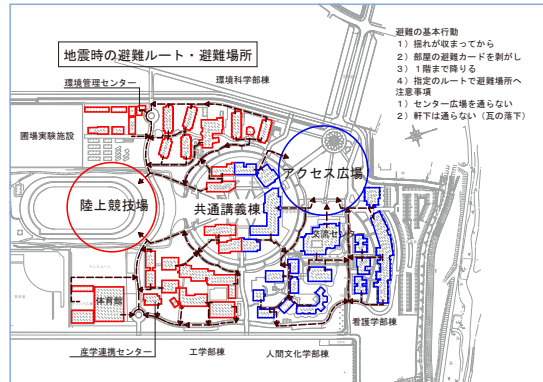 地震時の避難ルート・避難場所
避難の基本行動
1）揺れが収まってから
2）部屋の避難カードを剥がし
3）１階まで降りる
4）指定のルートで避難場所へ
注意事項
1）センター広場を通らない
2）軒下は通らない（瓦の落下）
環境管理センター
環境科学部棟
圃場実験施設
アクセス広場
陸上競技場
共通講義棟
交流センター
体育館
看護学部棟
産学連携センター
工学部棟
人間文化学部棟